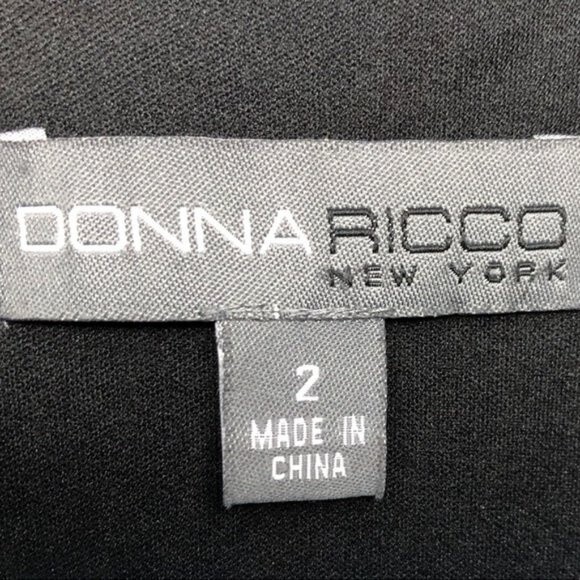 DONNA RICCO
NEW YORK
2
MADE IN
CHINA